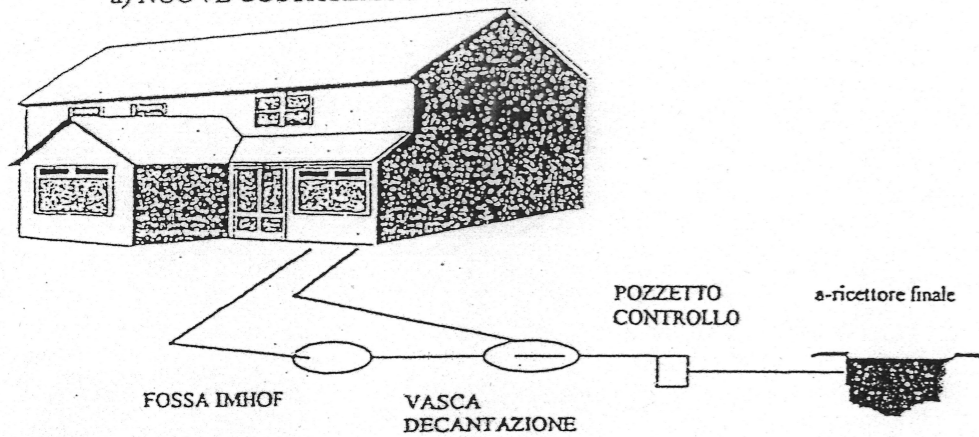 POZZETTO
CONTROLLO
a-ricettore finale
FOSSA IMHOF
VASCA
DECANTAZIONE